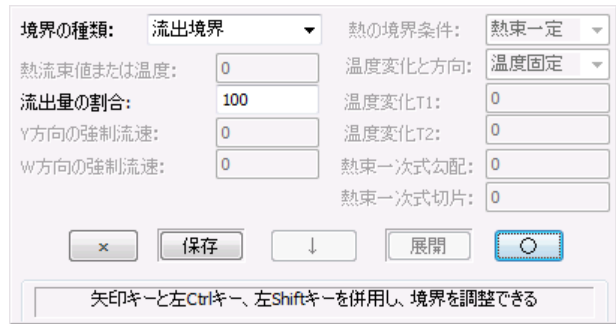 境界の種類: 流出境界 熱の境界条件: 熱束一定
熱流束値または温度: 0 温度変化と方向: 温度固定
流出量の割合: 100 温度変化T1: 0
Y方向の強制流速: 0 温度変化T2: 0
W方向の強制流速: 0 熱束一次式勾配: 0
熱束一次式切片: 0
× 保存 ↓ 展開 ○
矢印キーと左Ctrlキー、左Shiftキーを併用し、境界を調整できる